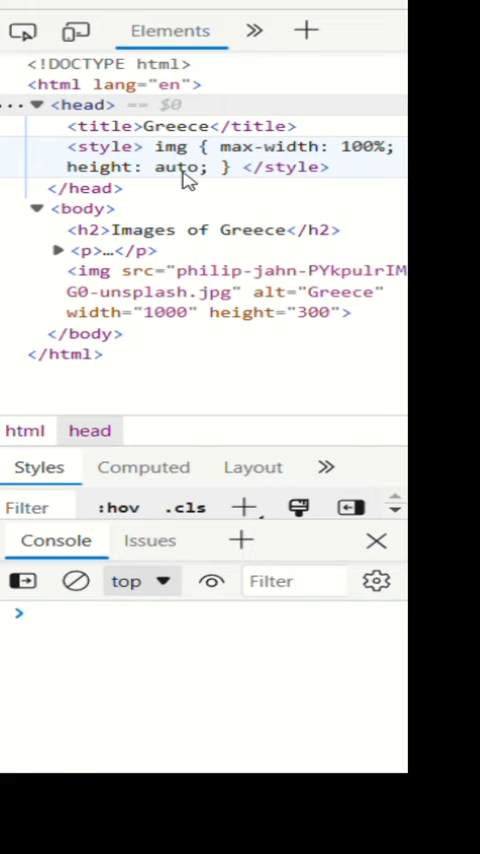 Elements
<!DOCTYPE html>
<html lang="en">
... <head> == $0
<title>Greece</title>
<style> img { max-width: 100%;
height: auto; } </style>
</head>
<body>
<h2>Images of Greece</h2>
<p>…</p>
<img src="philip-jahn-PYkpulrIM
G0-unsplash.jpg" alt="Greece"
width="1000" height="300">
</body>
</html>
html head
Styles Computed Layout
Filter :hov .cls
Console Issues
top Filter